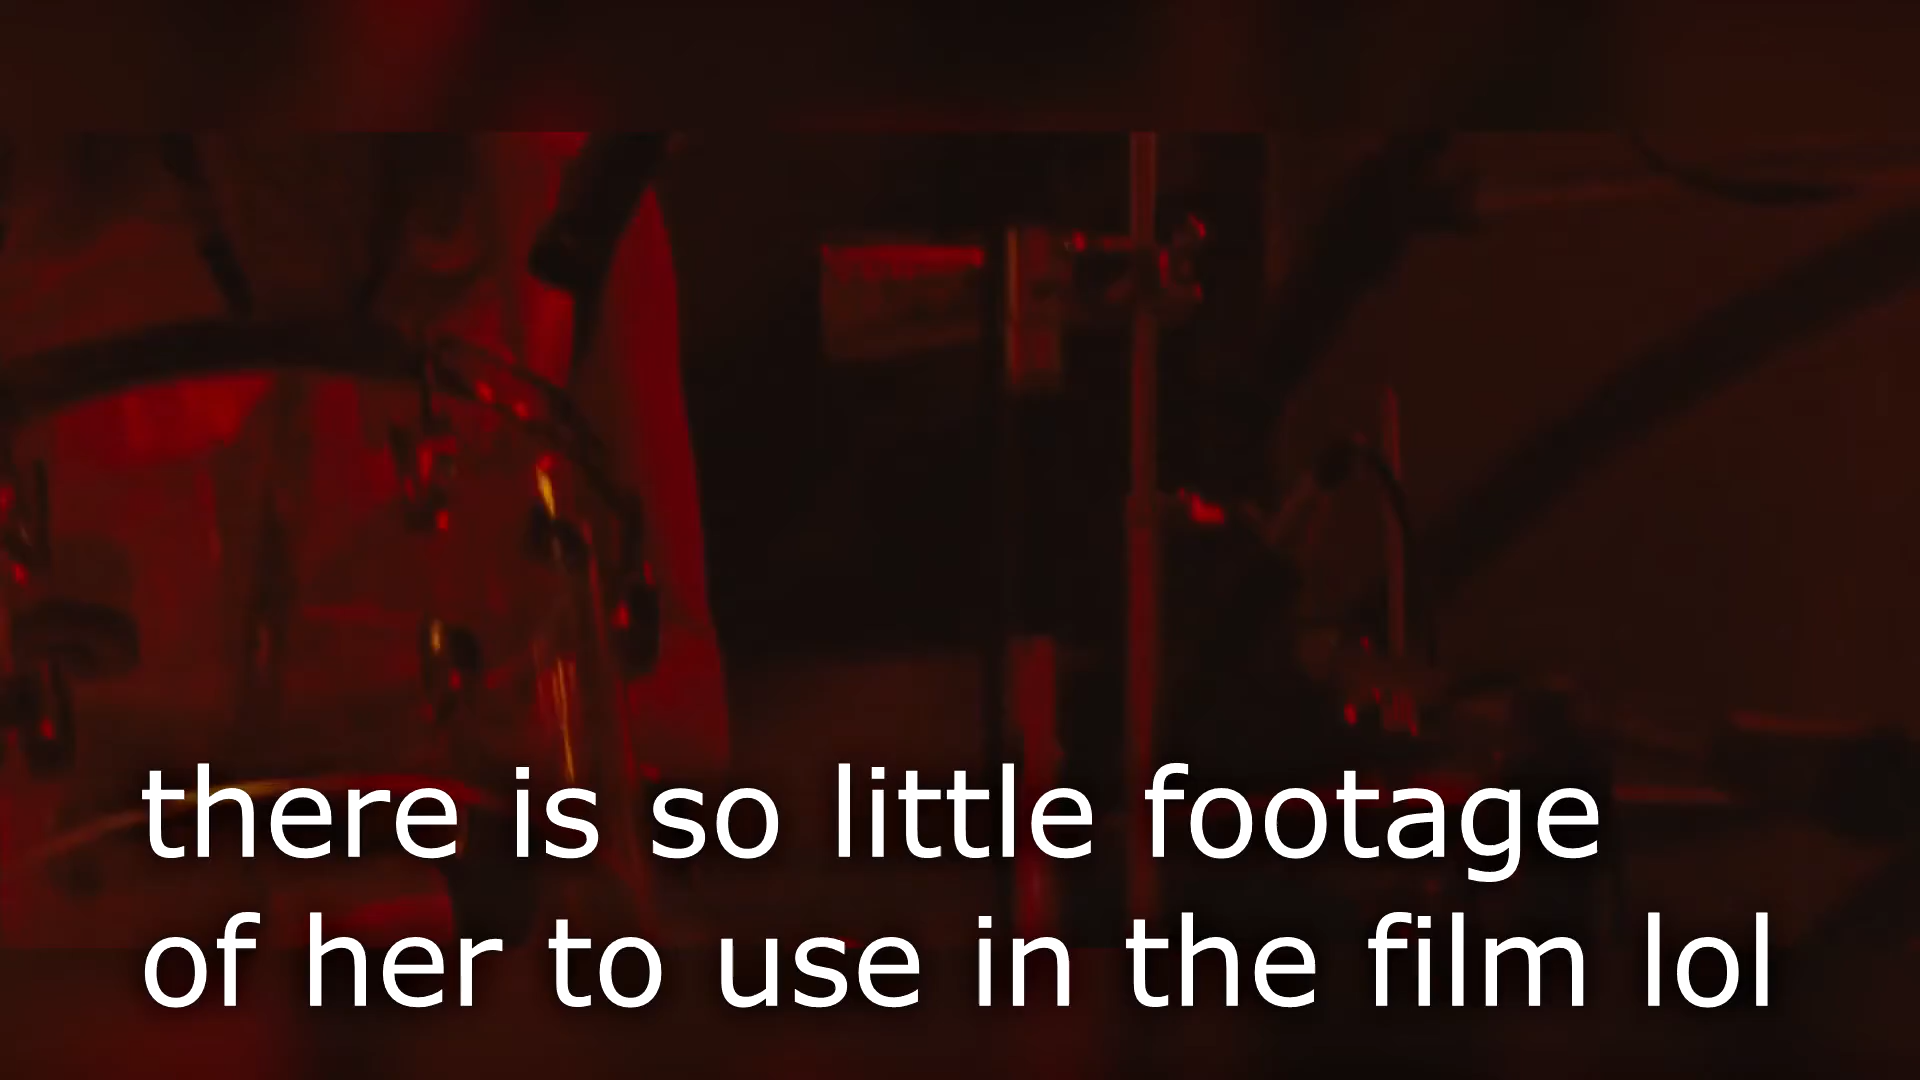 there is so little footage
of her to use in the film lol